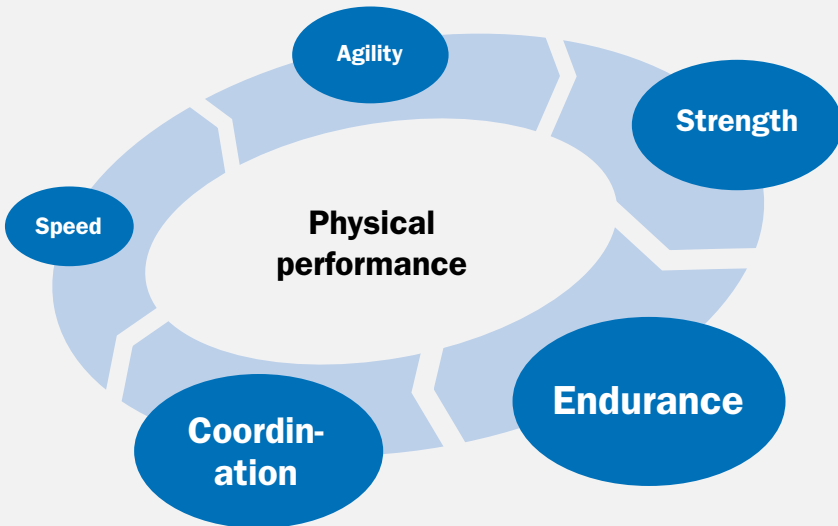 Agility
Strength
Speed
Physical
performance
Endurance
Coordin-
ation